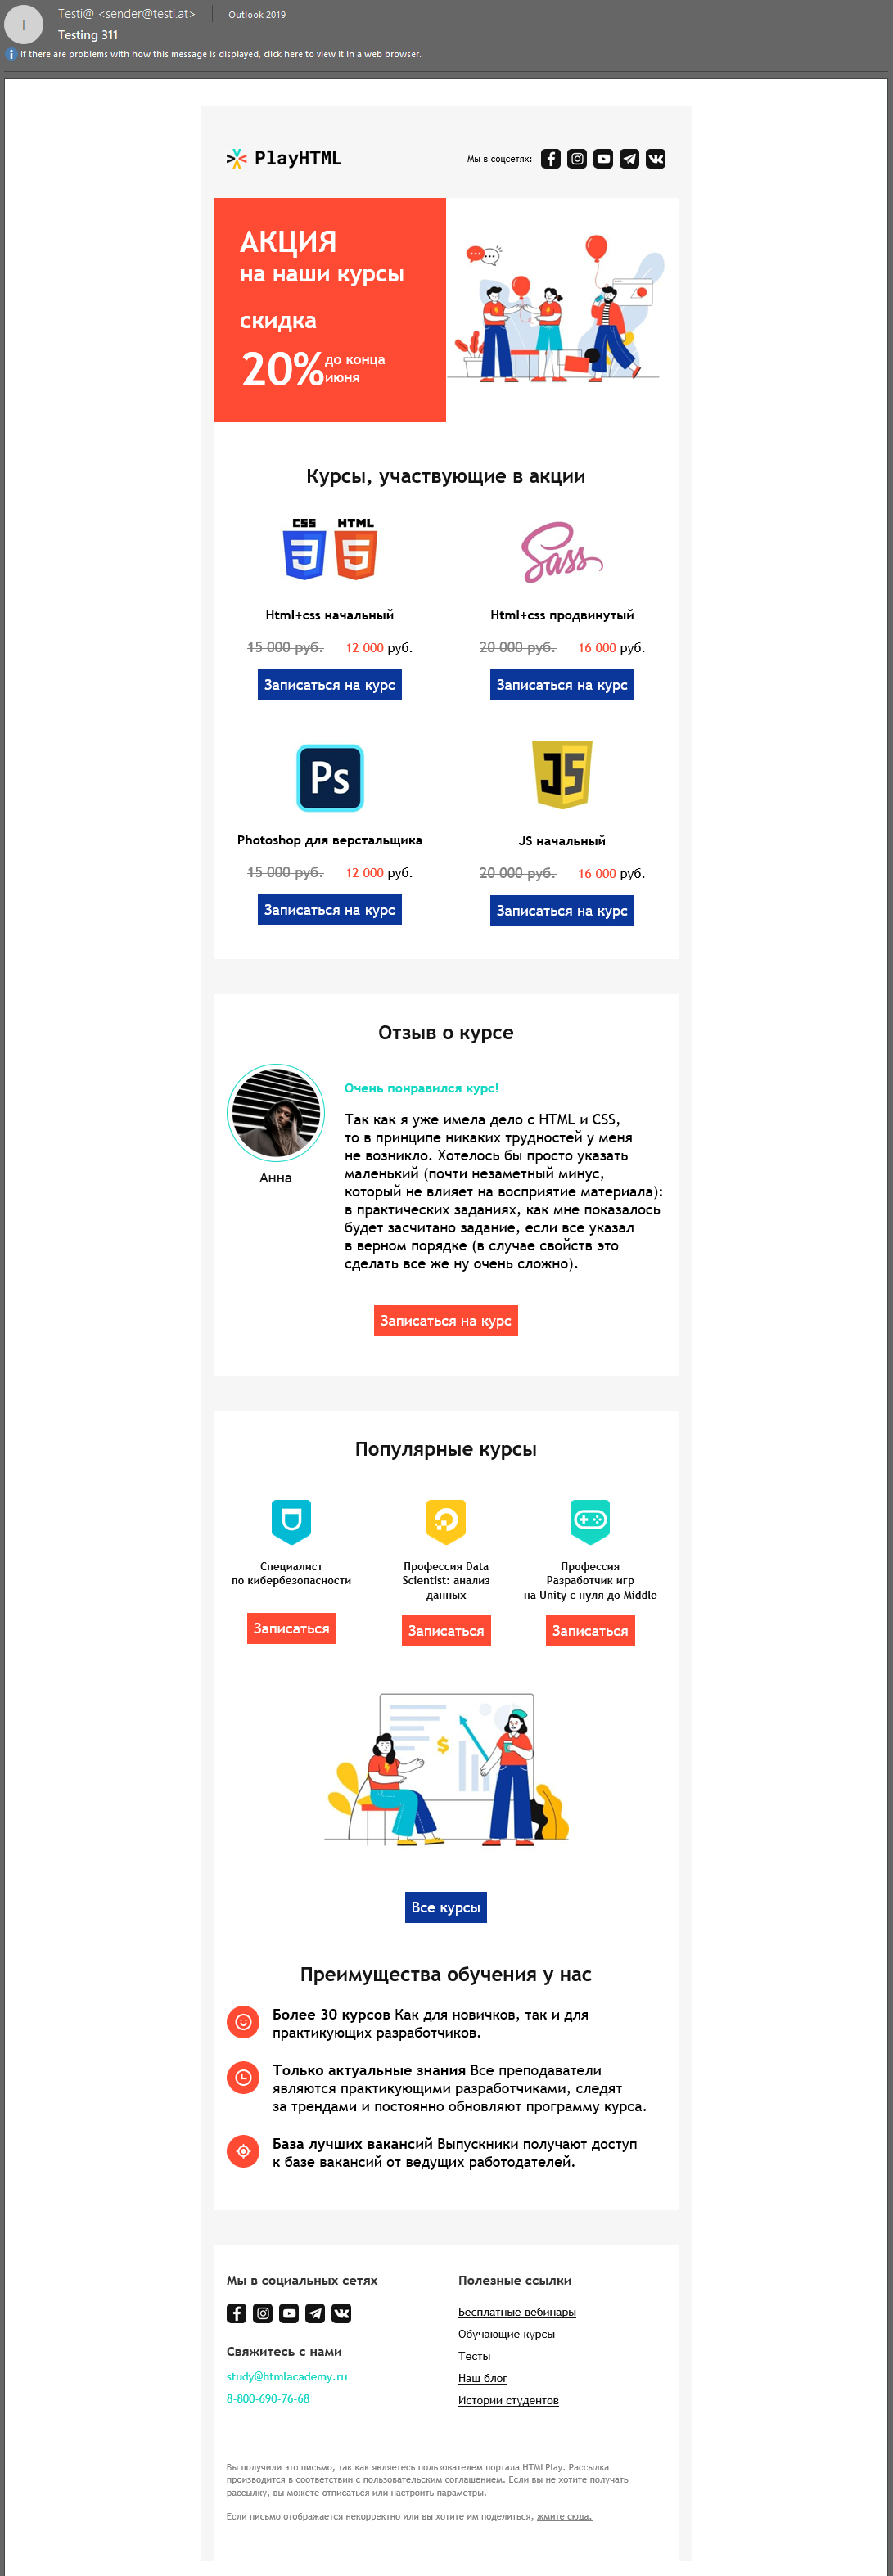 T
Testi@ <sender@testi.at>
Outlook 2019
Testing 311
If there are problems with how this message is displayed, click here to view it in a web browser.
PlayHTML
Мы в соцсетях:
АКЦИЯ
на наши курсы
скидка
20% до конца
июня
Курсы, участвующие в акции
CSS HTML
3 5
Sass
Html+css начальный
Html+css продвинутый
15 000 руб. 12 000 руб.
20 000 руб. 16 000 руб.
Записаться на курс
Записаться на курс
Ps
JS
Photoshop для верстальщика
JS начальный
15 000 руб. 12 000 руб.
20 000 руб. 16 000 руб.
Записаться на курс
Записаться на курс
Отзыв о курсе
Анна
Очень понравился курс!
Так как я уже имела дело с HTML и CSS,
то в принципе никаких трудностей у меня
не возникло. Хотелось бы просто указать
маленький (почти незаметный минус,
который не влияет на восприятие материала):
в практических заданиях, как мне показалось
будет засчитано задание, если все указал
в верном порядке (в случае свойств это
сделать все же ну очень сложно).
Записаться на курс
Популярные курсы
Специалист
по кибербезопасности
Профессия Data
Scientist: анализ
данных
Профессия
Разработчик игр
на Unity с нуля до Middle
Записаться
Записаться
Записаться
$
Все курсы
Преимущества обучения у нас
Более 30 курсов Как для новичков, так и для
практикующих разработчиков.
Только актуальные знания Все преподаватели
являются практикующими разработчиками, следят
за трендами и постоянно обновляют программу курса.
База лучших вакансий Выпускники получают доступ
к базе вакансий от ведущих работодателей.
Мы в социальных сетях
Свяжитесь с нами
study@htmlacademy.ru
8-800-690-76-68
Полезные ссылки
Бесплатные вебинары
Обучающие курсы
Тесты
Наш блог
Истории студентов
Вы получили это письмо, так как являетесь пользователем портала HTMLPlay. Рассылка
производится в соответствии с пользовательским соглашением. Если вы не хотите получать
рассылку, вы можете отписаться или настроить параметры.
Если письмо отображается некорректно или вы хотите им поделиться, жмите сюда.